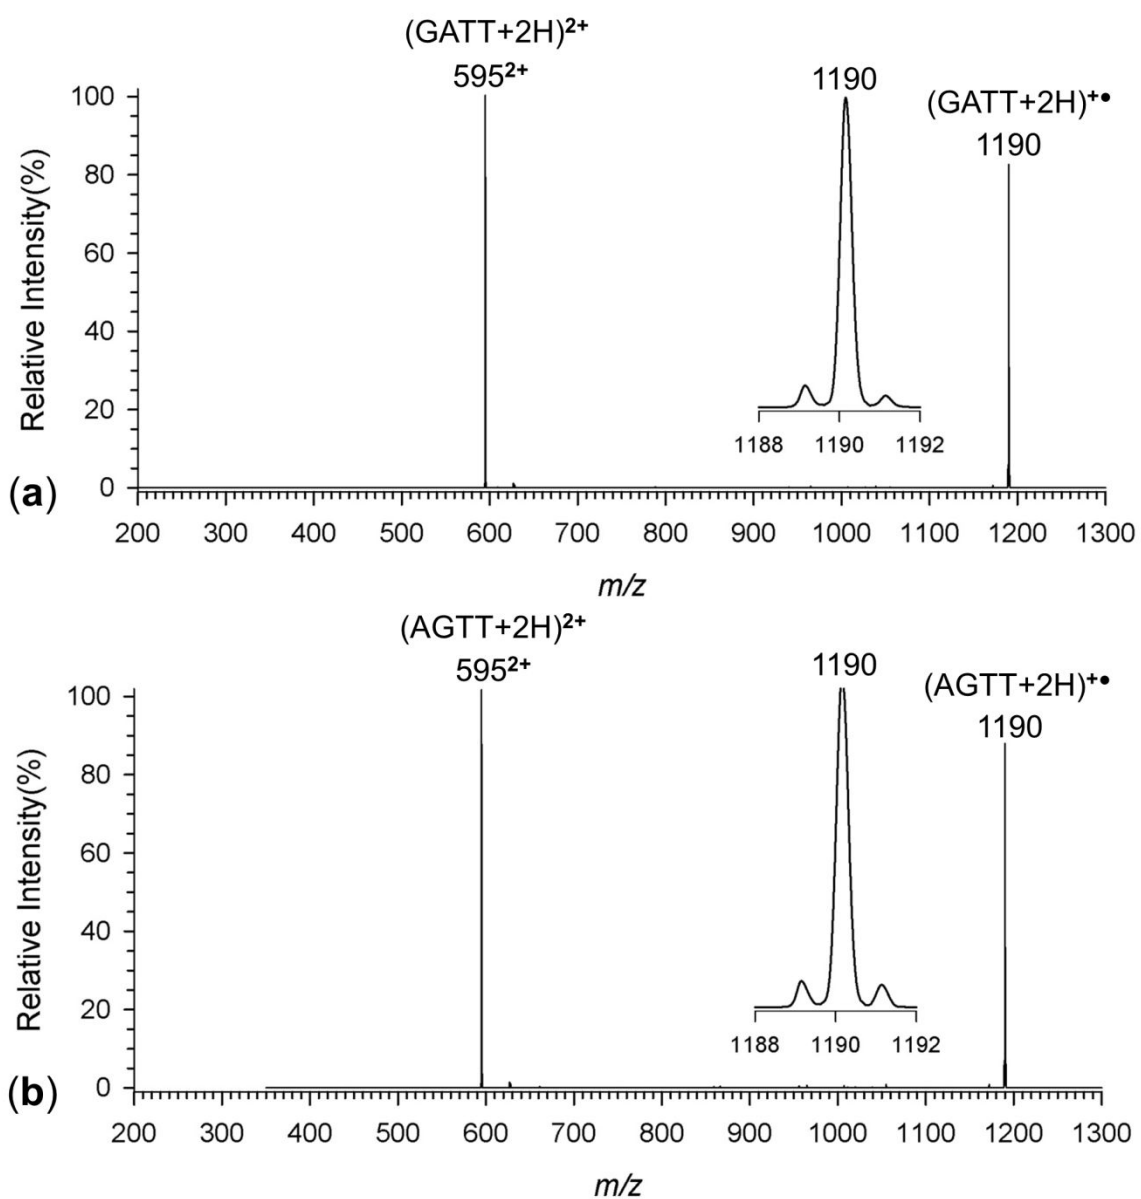 (GATT+2H)²⁺
595²⁺
1190
(GATT+2H)⁺•
1190
Relative Intensity(%)
100
80
60
40
20
0
1188 1190 1192
(a)
200 300 400 500 600 700 800 900 1000 1100 1200 1300
m/z
(AGTT+2H)²⁺
595²⁺
1190
(AGTT+2H)⁺•
1190
Relative Intensity(%)
100
80
60
40
20
0
1188 1190 1192
(b)
200 300 400 500 600 700 800 900 1000 1100 1200 1300
m/z